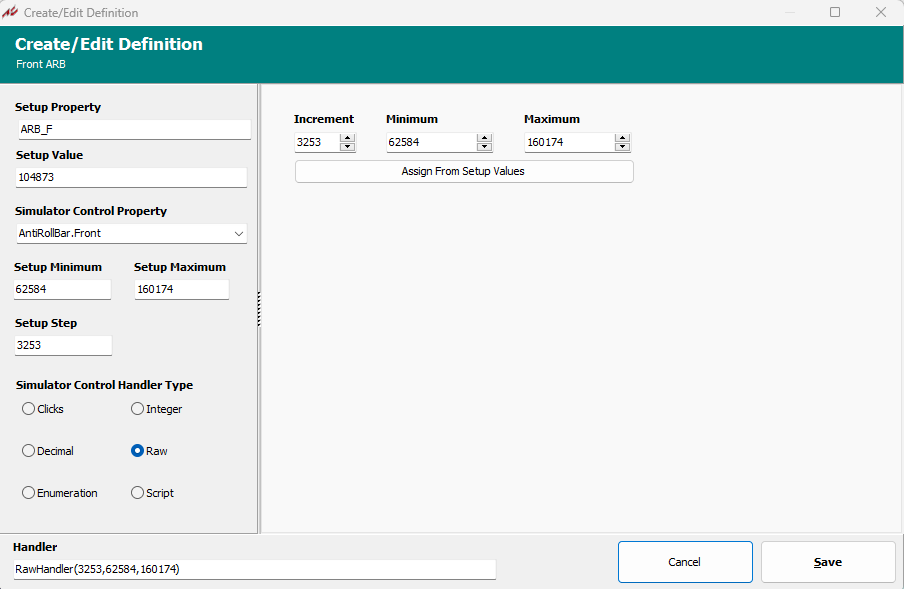 Create/Edit Definition
Create/Edit Definition
Front ARB
Setup Property
ARB_F
Setup Value
104873
Simulator Control Property
AntiRollBar.Front
Setup Minimum Setup Maximum
62584 160174
Setup Step
3253
Simulator Control Handler Type
Clicks Integer
Decimal Raw
Enumeration Script
Increment Minimum Maximum
3253 62584 160174
Assign From Setup Values
Handler
RawHandler(3253,62584,160174)
Cancel Save